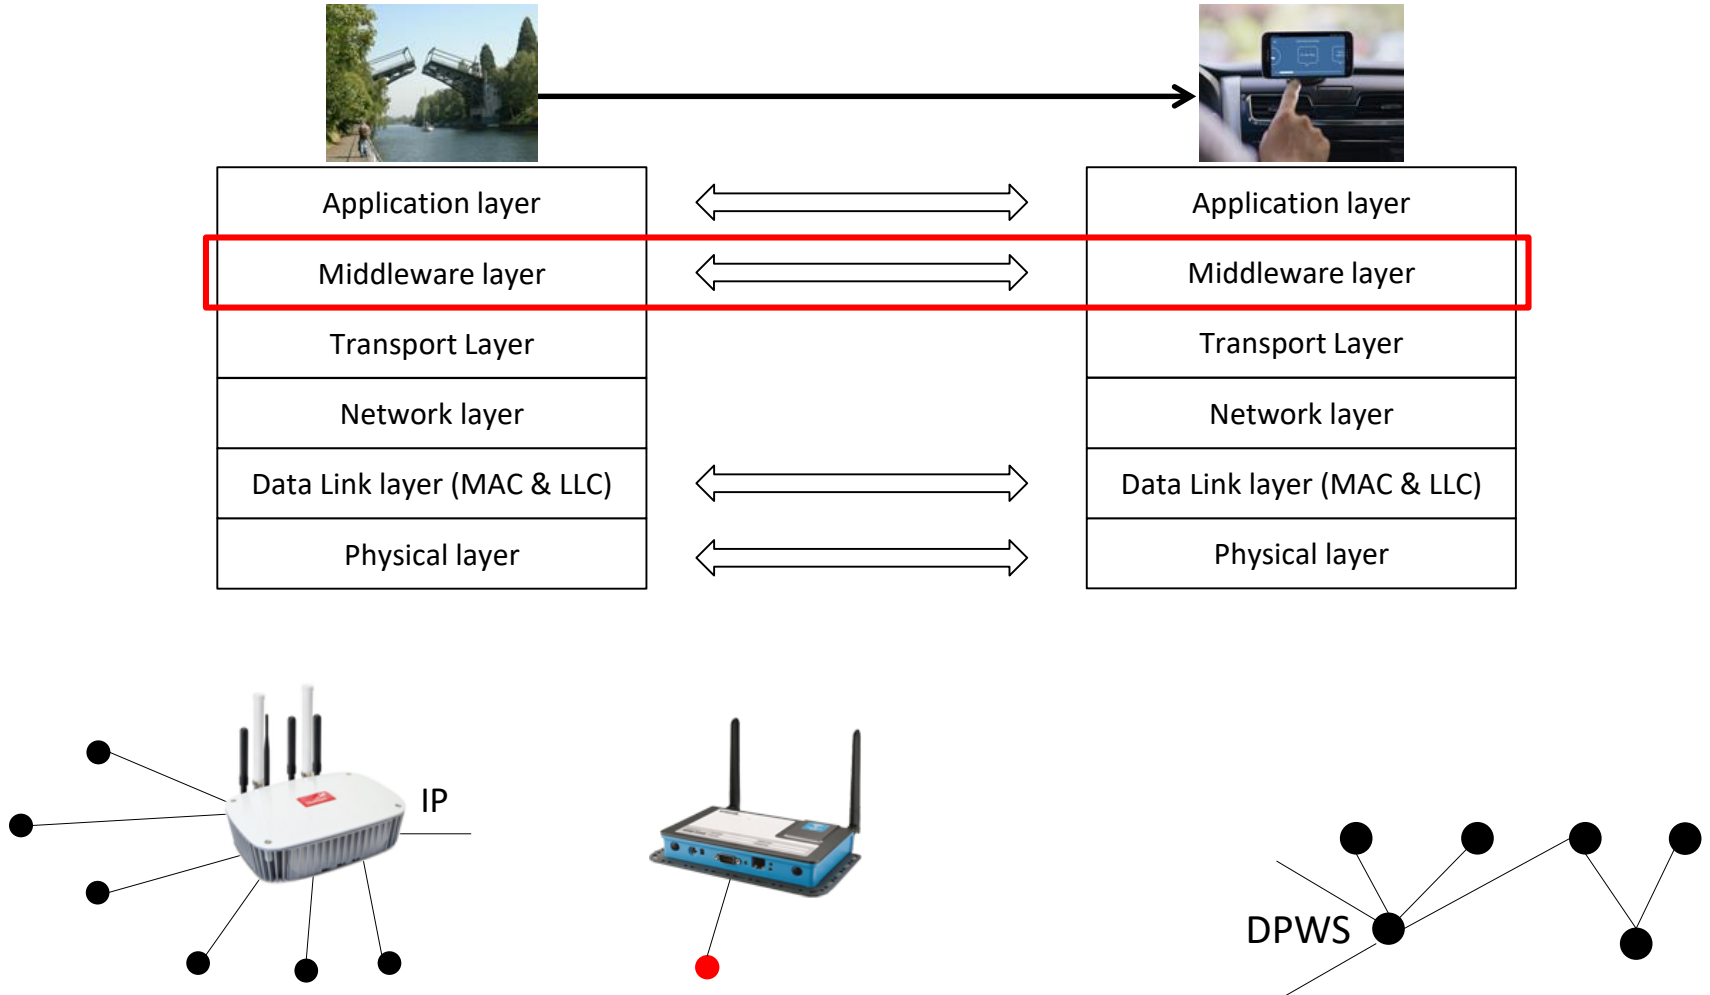 Application layer
Application layer
Middleware layer
Middleware layer
Transport Layer
Transport Layer
Network layer
Network layer
Data Link layer (MAC & LLC)
Data Link layer (MAC & LLC)
Physical layer
Physical layer
IP
DPWS